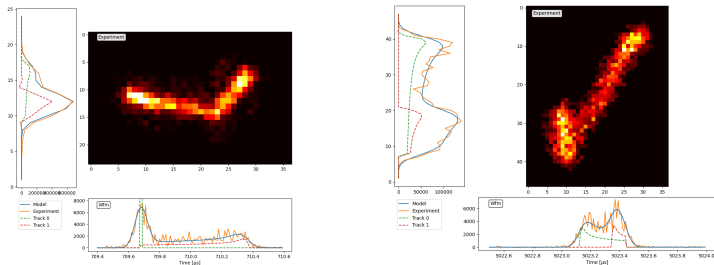 Experiment
25
20
15
10
5
0
0
5
10
15
20
0 200000 400000 600000
0 5 10 15 20 25 30 35
Model
Experiment
Track 0
Track 1
Wfm
8000
6000
4000
2000
0
709.4 709.6 709.8 710.0 710.2 710.4 710.6
Time [μs]
Experiment
40
30
20
10
0
0
10
20
30
40
0 50000 100000
0 5 10 15 20 25 30 35
Model
Experiment
Track 0
Track 1
Wfm
6000
4000
2000
0
5022.6 5022.8 5023.0 5023.2 5023.4 5023.6 5023.8 5024.0
Time [μs]